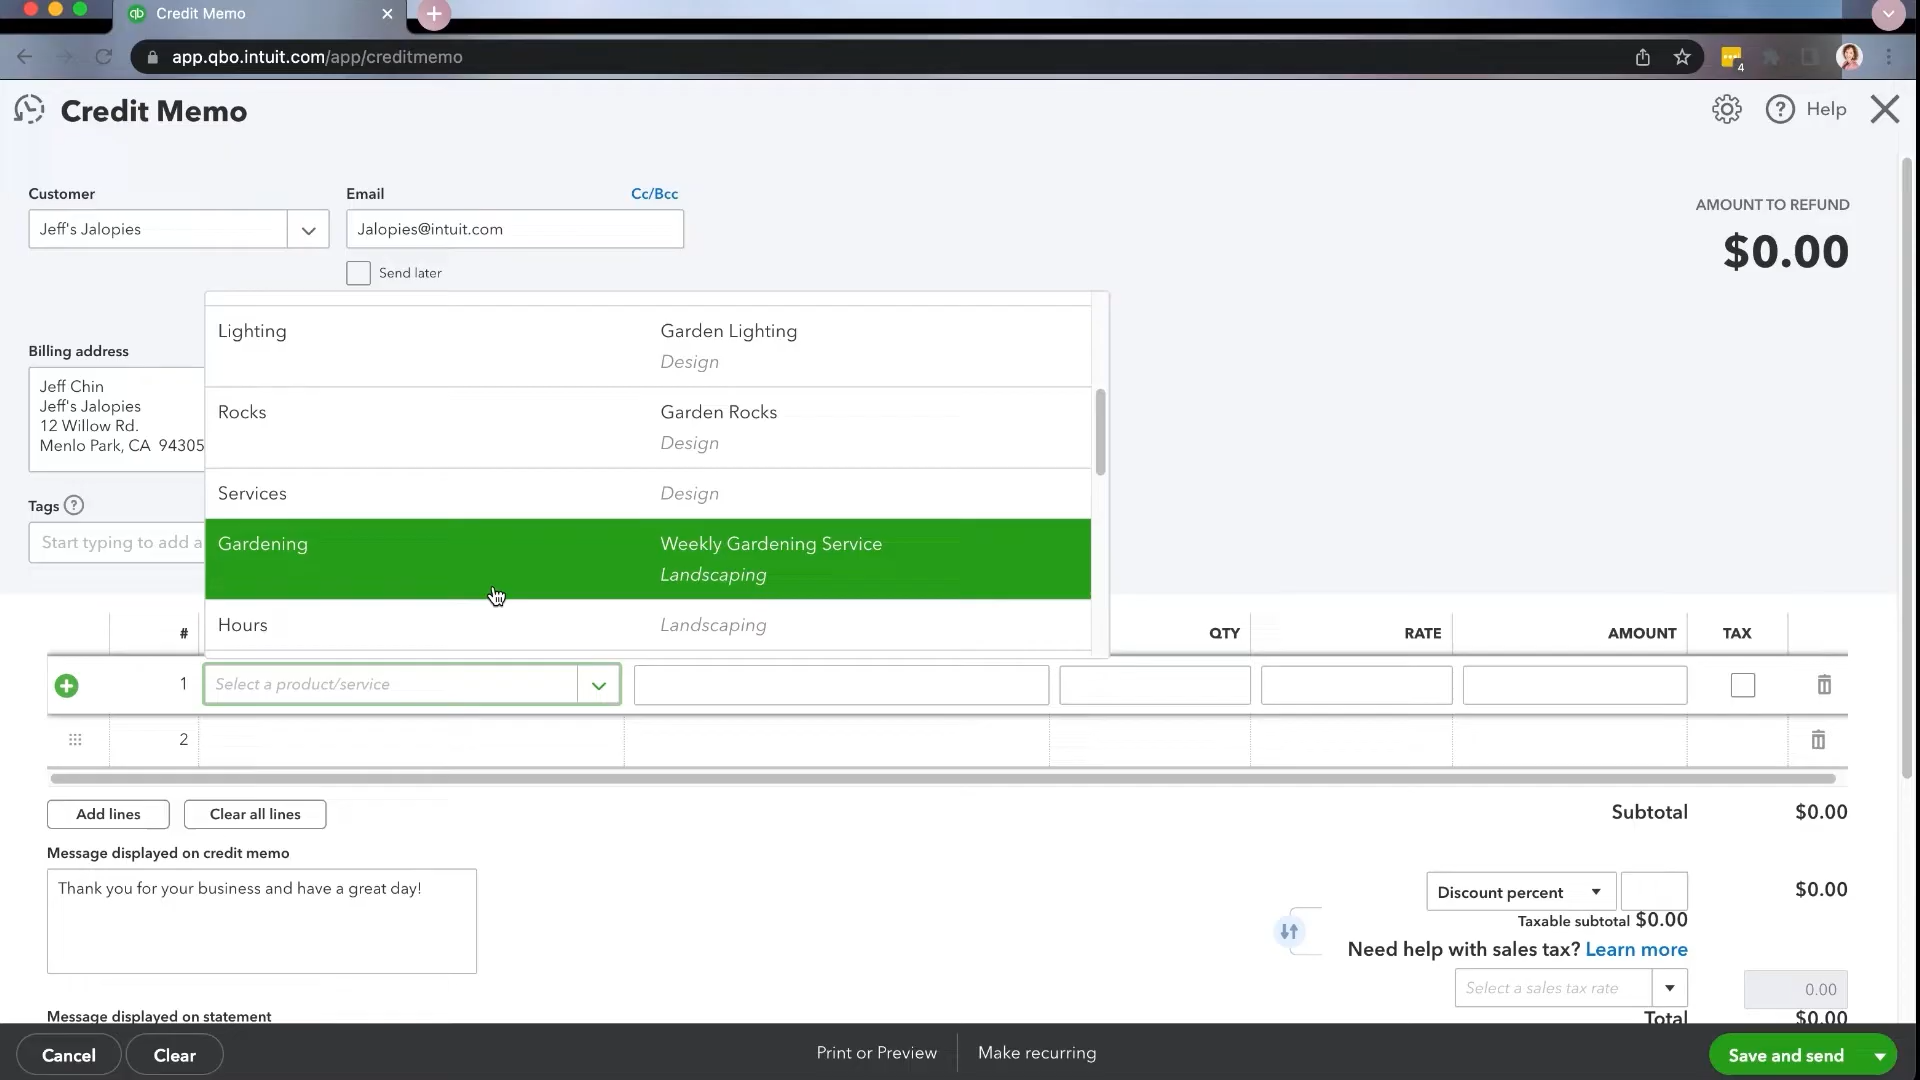 Credit Memo
app.qbo.intuit.com/app/creditmemo
4
Credit Memo
Help
Customer
Email
Cc/Bcc
AMOUNT TO REFUND
Jeff's Jalopies
Jalopies@intuit.com
$0.00
Send later
Lighting
Garden Lighting
Design
Billing address
Jeff Chin
Jeff's Jalopies
12 Willow Rd.
Menlo Park, CA 94305
Rocks
Garden Rocks
Design
Services
Design
Tags
Start typing to add a
Gardening
Weekly Gardening Service
Landscaping
Hours
Landscaping
# QTY RATE AMOUNT TAX
1 Select a product/service
2
Add lines
Clear all lines
Subtotal $0.00
Message displayed on credit memo
Thank you for your business and have a great day!
Discount percent
$0.00
Taxable subtotal $0.00
Need help with sales tax? Learn more
Select a sales tax rate
0.00
Message displayed on statement
Total $0.00
Cancel
Clear
Print or Preview
Make recurring
Save and send